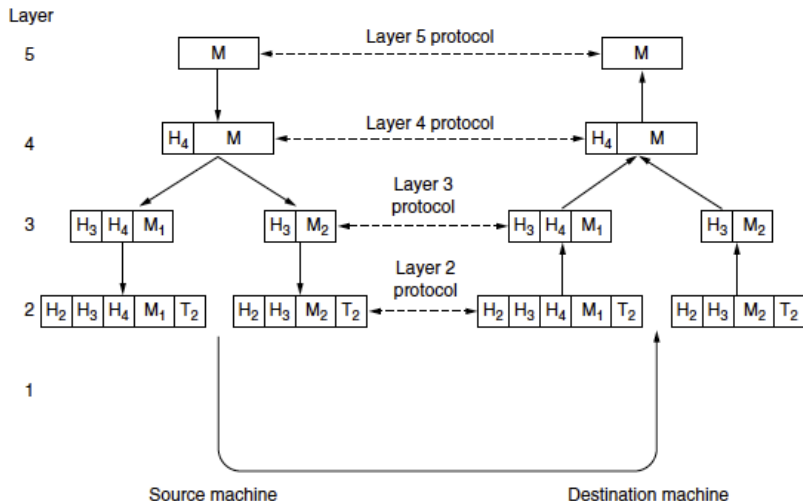 Layer
5 M Layer 5 protocol M
4 H₄ M Layer 4 protocol H₄ M
3 H₃ H₄ M₁ H₃ M₂ Layer 3 protocol H₃ H₄ M₁ H₃ M₂
2 H₂ H₃ H₄ M₁ T₂ H₂ H₃ M₂ T₂ Layer 2 protocol H₂ H₃ H₄ M₁ T₂ H₂ H₃ M₂ T₂
1
Source machine Destination machine